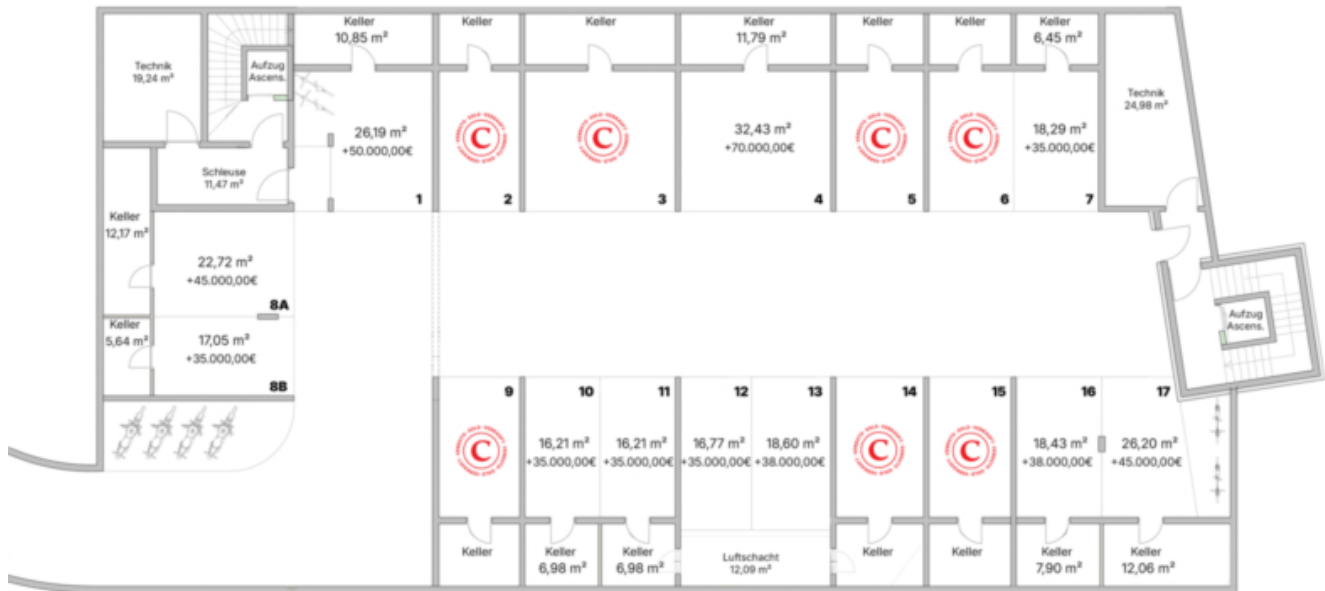 Keller
10,85 m²
Keller
Keller
Keller
11,79 m²
Keller
Keller
Keller
6,45 m²
Technik
19,24 m²
Aufzug
Ascens.
Technik
24,98 m²
26,19 m²
+50.000,00€
1
C
2
C
3
32,43 m²
+70.000,00€
4
C
5
C
6
18,29 m²
+35.000,00€
7
Schleuse
11,47 m²
Keller
12,17 m²
22,72 m²
+45.000,00€
8A
Keller
5,64 m²
17,05 m²
+35.000,00€
8B
Aufzug
Ascens.
9
C
10
16,21 m²
+35.000,00€
11
16,21 m²
+35.000,00€
12
16,77 m²
+35.000,00€
13
18,60 m²
+38.000,00€
14
C
15
C
16
18,43 m²
+38.000,00€
17
26,20 m²
+45.000,00€
Keller
Keller
6,98 m²
Keller
6,98 m²
Luftschacht
12,09 m²
Keller
Keller
Keller
7,90 m²
Keller
12,06 m²